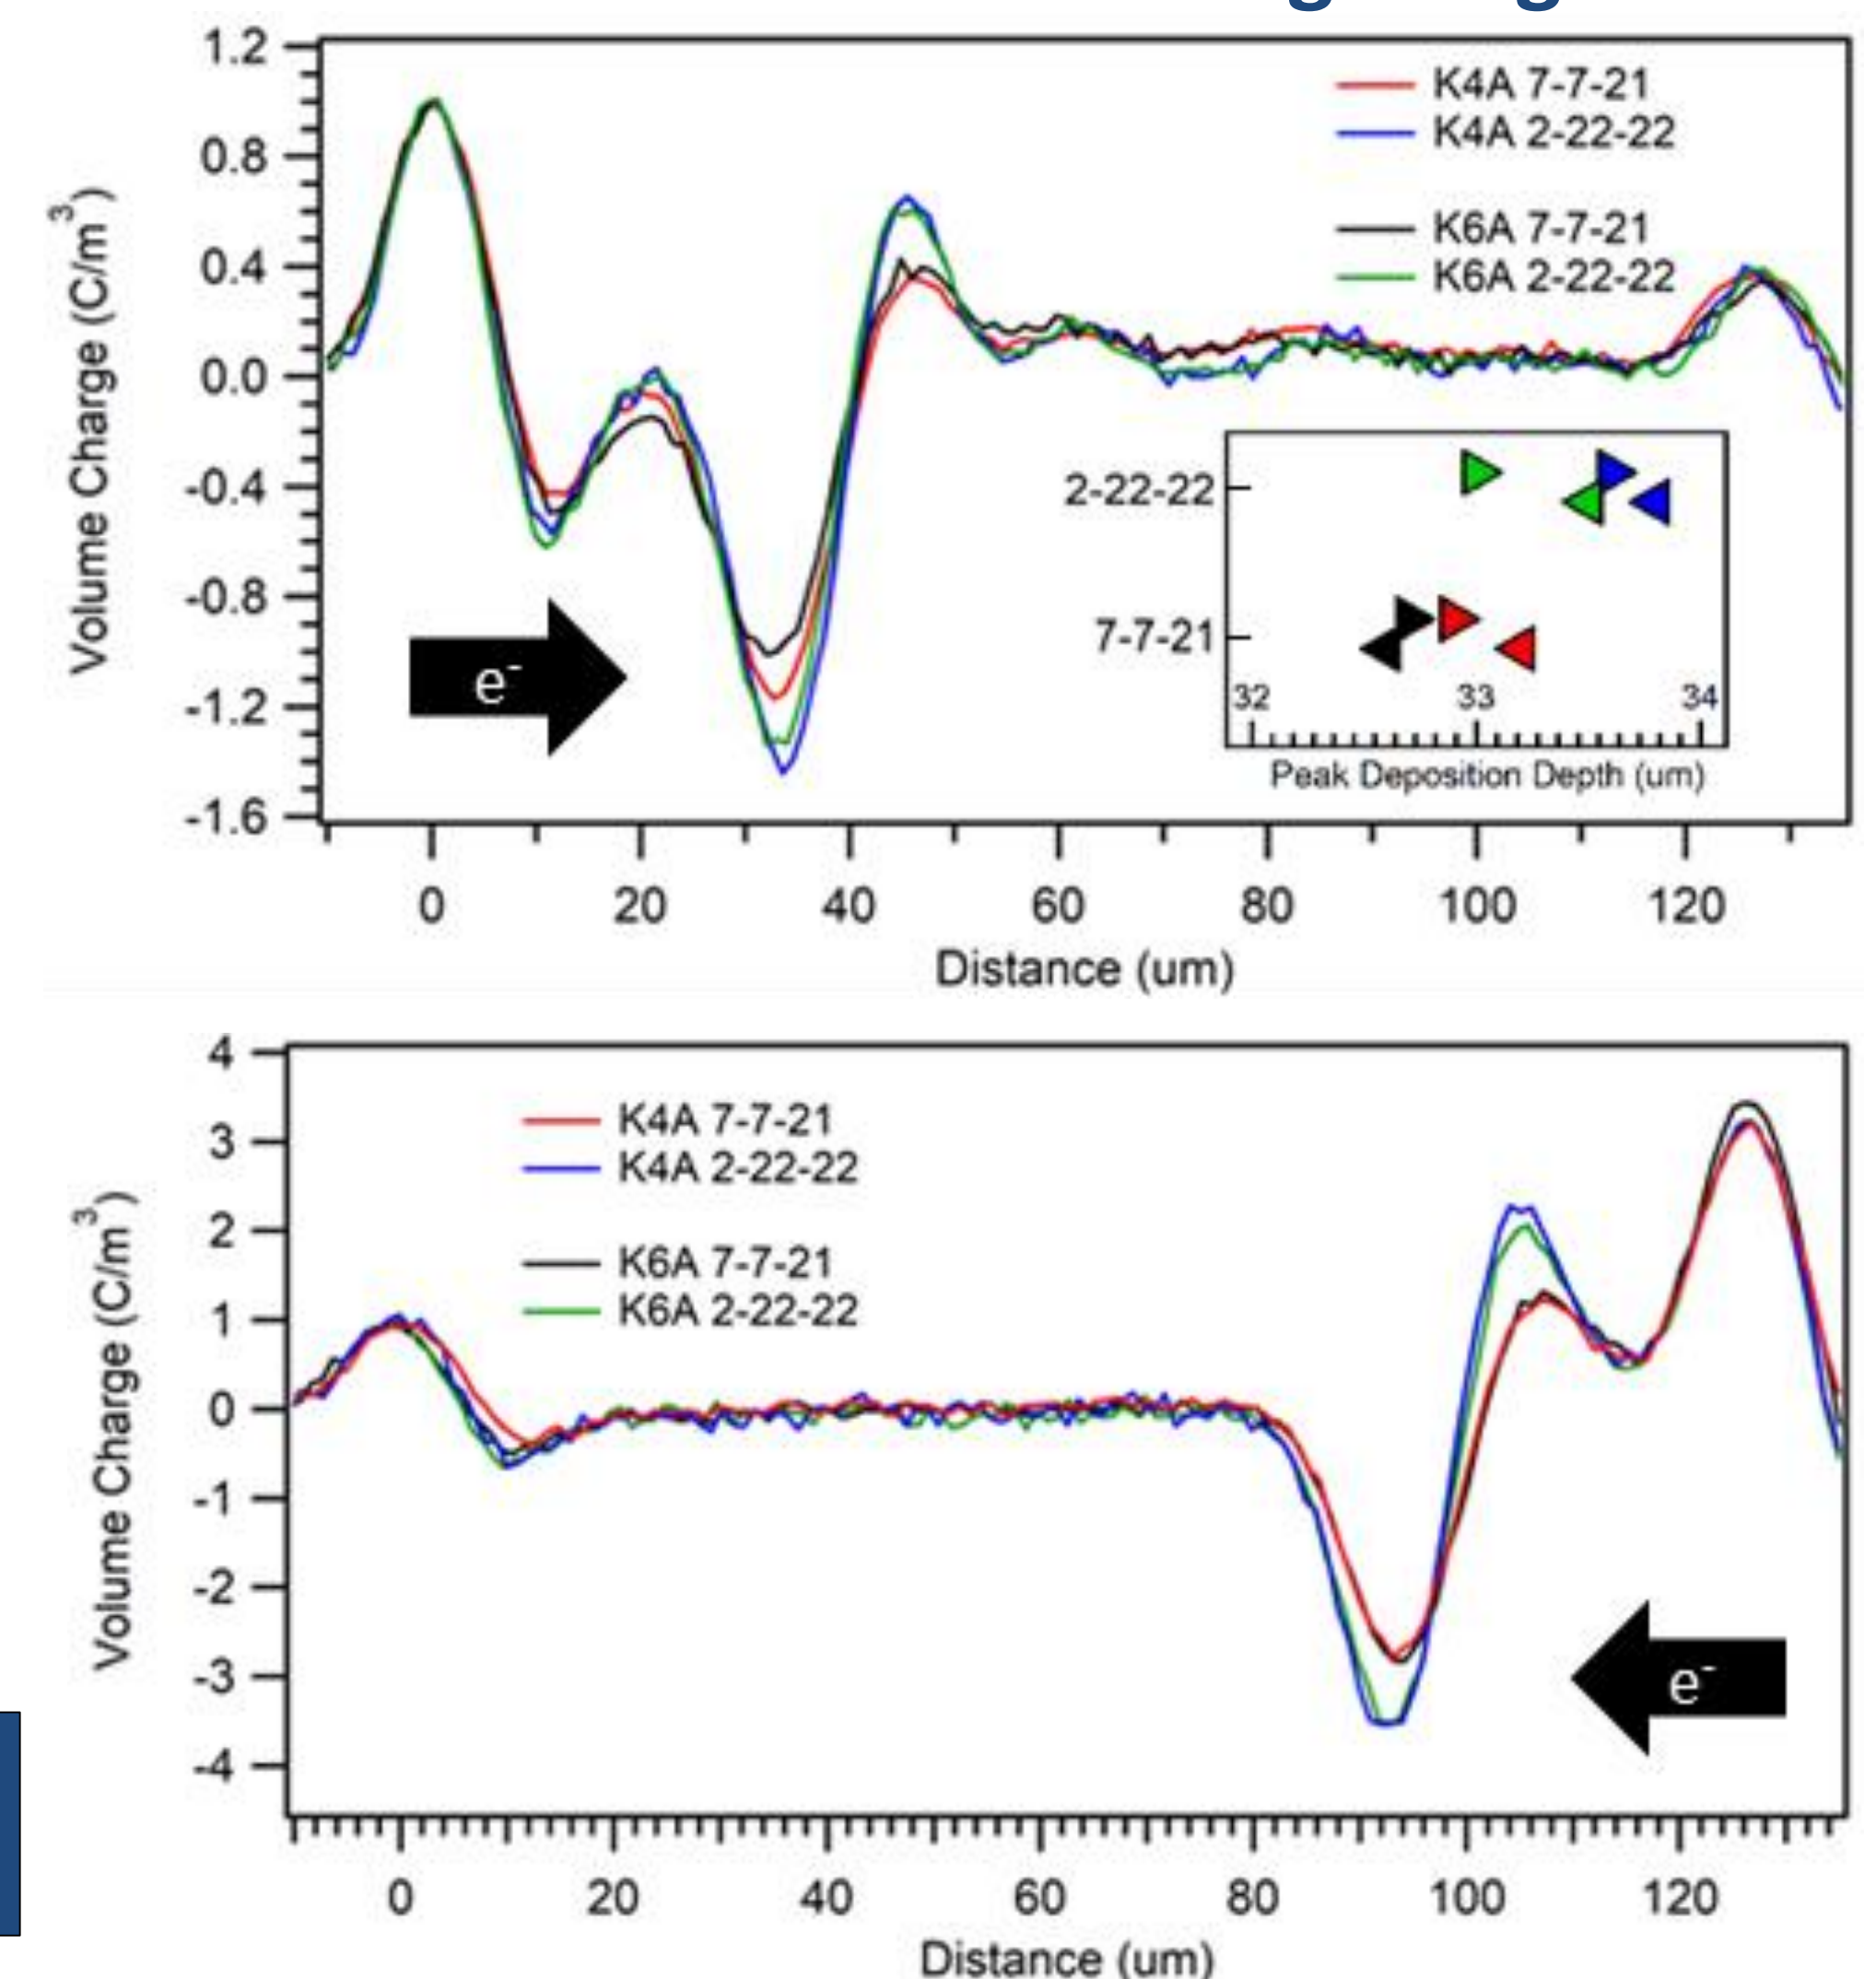 1.2
0.8
0.4
0.0
-0.4
-0.8
-1.2
-1.6
Volume Charge (C/m³)
K4A 7-7-21
K4A 2-22-22
K6A 7-7-21
K6A 2-22-22
e⁻
2-22-22
7-7-21
32 33 34
Peak Deposition Depth (um)
0 20 40 60 80 100 120
Distance (um)
4
3
2
1
0
-1
-2
-3
-4
Volume Charge (C/m³)
K4A 7-7-21
K4A 2-22-22
K6A 7-7-21
K6A 2-22-22
e⁻
0 20 40 60 80 100 120
Distance (um)